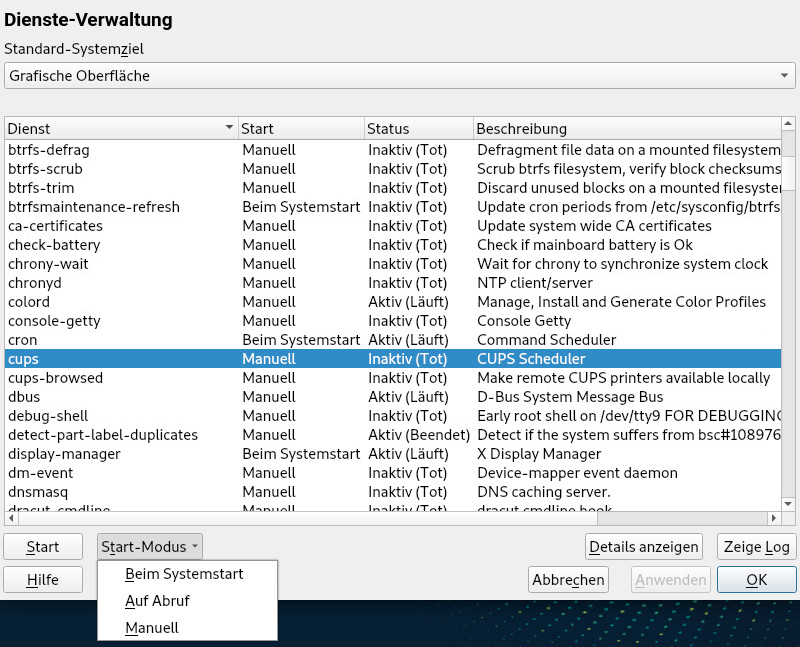 Dienste-Verwaltung
Standard-Systemziel
Grafische Oberfläche
Dienst Start Status Beschreibung
btrfs-defrag Manuell Inaktiv (Tot) Defragment file data on a mounted filesystem
btrfs-scrub Manuell Inaktiv (Tot) Scrub btrfs filesystem, verify block checksums
btrfs-trim Manuell Inaktiv (Tot) Discard unused blocks on a mounted filesystem
btrfsmaintenance-refresh Beim Systemstart Inaktiv (Tot) Update cron periods from /etc/sysconfig/btrfs
ca-certificates Manuell Inaktiv (Tot) Update system wide CA certificates
check-battery Manuell Inaktiv (Tot) Check if mainboard battery is Ok
chrony-wait Manuell Inaktiv (Tot) Wait for chrony to synchronize system clock
chronyd Manuell Inaktiv (Tot) NTP client/server
colord Manuell Aktiv (Läuft) Manage, Install and Generate Color Profiles
console-getty Manuell Inaktiv (Tot) Console Getty
cron Beim Systemstart Aktiv (Läuft) Command Scheduler
cups Manuell Inaktiv (Tot) CUPS Scheduler
cups-browsed Manuell Inaktiv (Tot) Make remote CUPS printers available locally
dbus Manuell Aktiv (Läuft) D-Bus System Message Bus
debug-shell Manuell Inaktiv (Tot) Early root shell on /dev/tty9 FOR DEBUGGING
detect-part-label-duplicates Manuell Aktiv (Beendet) Detect if the system suffers from bsc#108976
display-manager Beim Systemstart Aktiv (Läuft) X Display Manager
dm-event Manuell Inaktiv (Tot) Device-mapper event daemon
dnsmasq Manuell Inaktiv (Tot) DNS caching server.
dracut-cmdline Manuell Inaktiv (Tot) dracut cmdline hook
Start Start-Modus Details anzeigen Zeige Log
Hilfe Abbrechen Anwenden OK
Beim Systemstart
Auf Abruf
Manuell